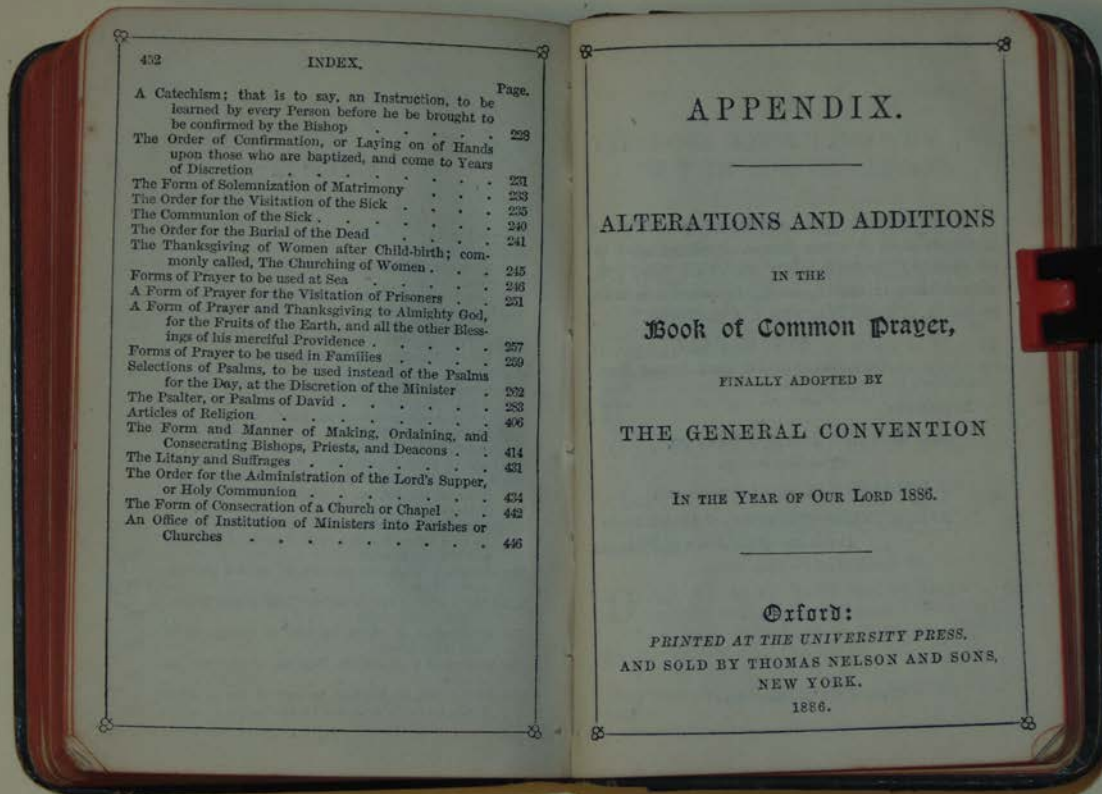 452 INDEX.
Page.
A Catechism; that is to say, an Instruction, to be
learned by every Person before he be brought to
be confirmed by the Bishop . . . . . 228
The Order of Confirmation, or Laying on of Hands
upon those who are baptized, and come to Years
of Discretion . . . . . . . 231
The Form of Solemnization of Matrimony . . . 233
The Order for the Visitation of the Sick . . . . 235
The Communion of the Sick . . . . . . 240
The Order for the Burial of the Dead . . . . 241
The Thanksgiving of Women after Child-birth; com-
monly called, The Churching of Women . . . 245
Forms of Prayer to be used at Sea . . . . . 246
A Form of Prayer for the Visitation of Prisoners . . 251
A Form of Prayer and Thanksgiving to Almighty God,
for the Fruits of the Earth, and all the other Bless-
ings of his merciful Providence . . . . . 257
Forms of Prayer to be used in Families . . . . 259
Selections of Psalms, to be used instead of the Psalms
for the Day, at the Discretion of the Minister . 262
The Psalter, or Psalms of David . . . . . . 283
Articles of Religion . . . . . . . 406
The Form and Manner of Making, Ordaining, and
Consecrating Bishops, Priests, and Deacons . . 414
The Litany and Suffrages . . . . . . 431
The Order for the Administration of the Lord's Supper,
or Holy Communion . . . . . . . 434
The Form of Consecration of a Church or Chapel . . 442
An Office of Institution of Ministers into Parishes or
Churches . . . . . . . . . 446
APPENDIX.
ALTERATIONS AND ADDITIONS
IN THE
Book of Common Prayer,
FINALLY ADOPTED BY
THE GENERAL CONVENTION
IN THE YEAR OF OUR LORD 1886.
Oxford:
PRINTED AT THE UNIVERSITY PRESS.
AND SOLD BY THOMAS NELSON AND SONS,
NEW YORK.
1886.